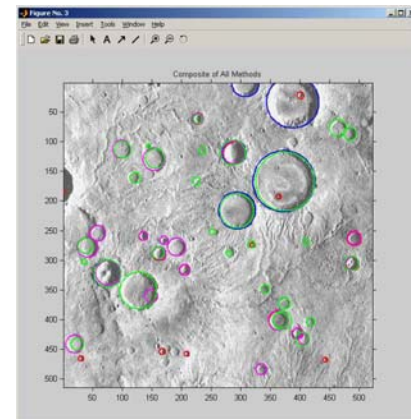 Figure No. 3
File Edit View Insert Tools Window Help
Composite of All Methods
50
100
150
200
250
300
350
400
450
500
50 100 150 200 250 300 350 400 450 500